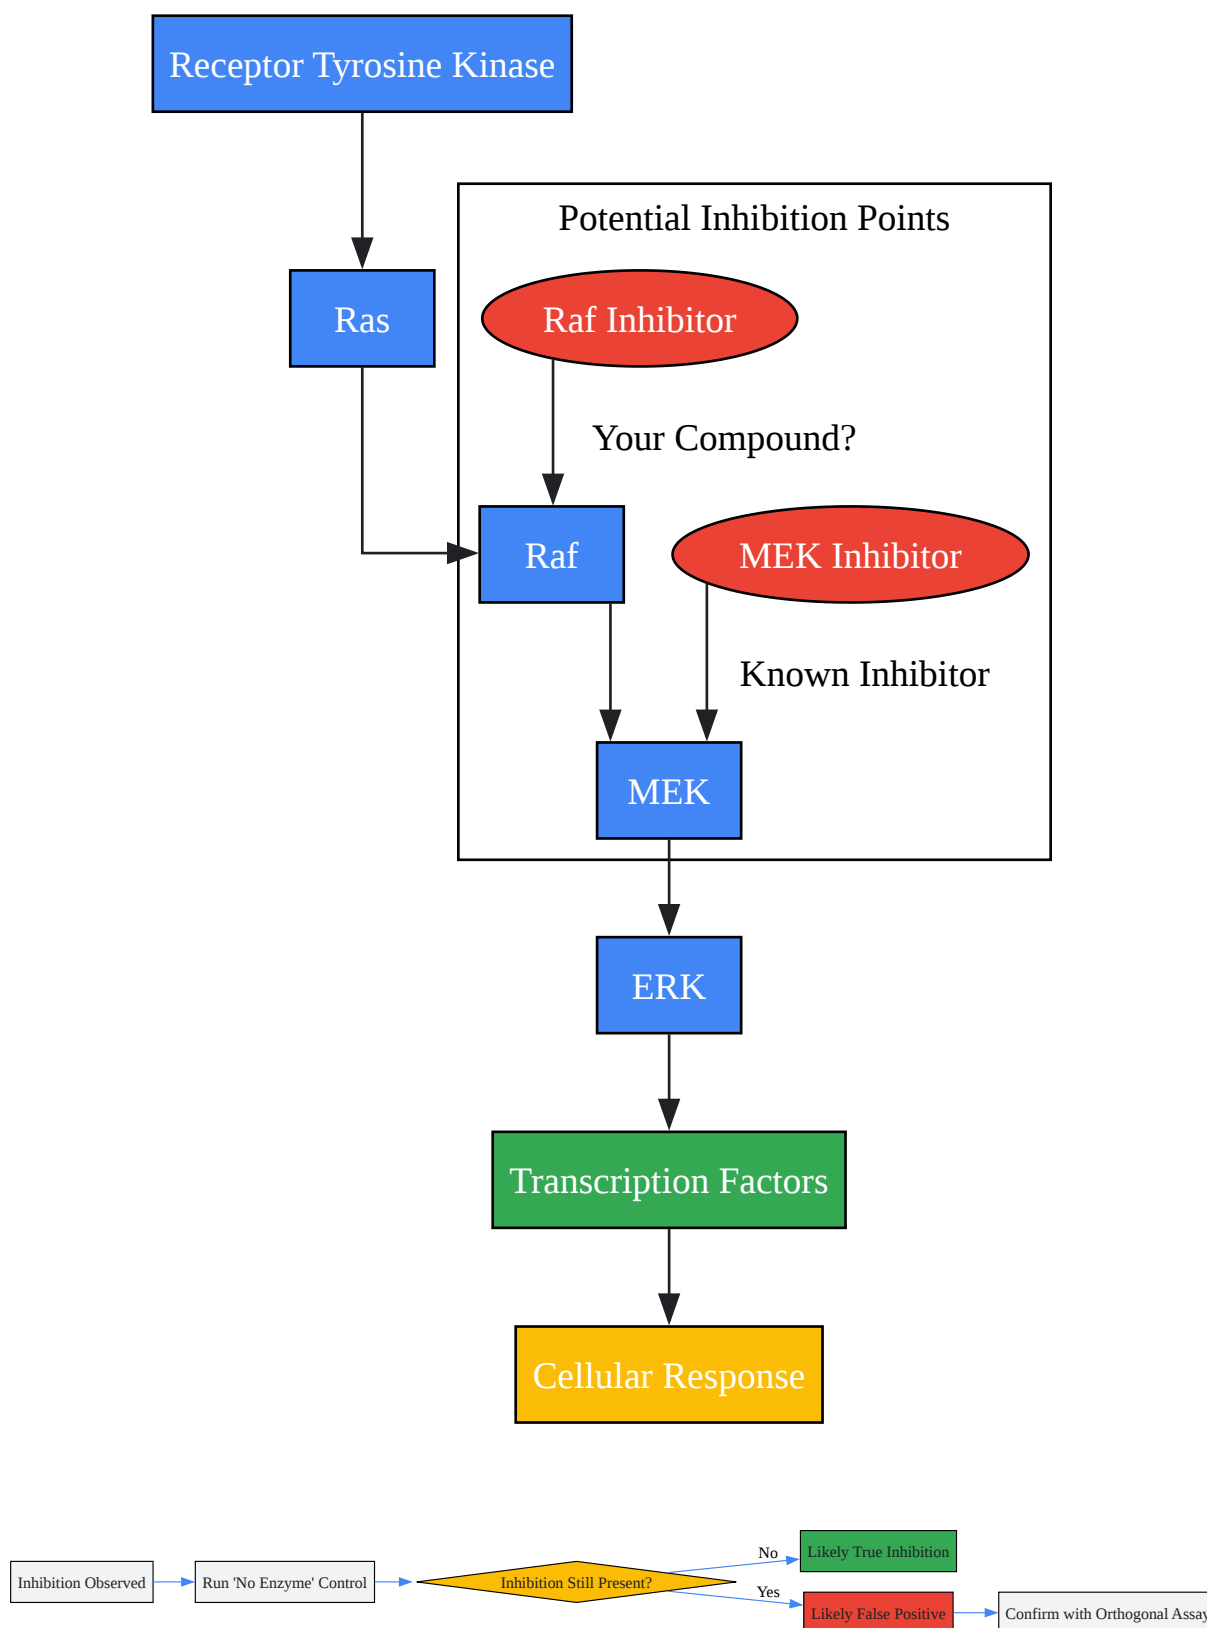 Receptor Tyrosine Kinase
Potential Inhibition Points
Ras
Raf Inhibitor
Your Compound?
Raf
MEK Inhibitor
Known Inhibitor
MEK
ERK
Transcription Factors
Cellular Response
Inhibition Observed
Run 'No Enzyme' Control
Inhibition Still Present?
No
Likely True Inhibition
Yes
Likely False Positive
Confirm with Orthogonal Assay